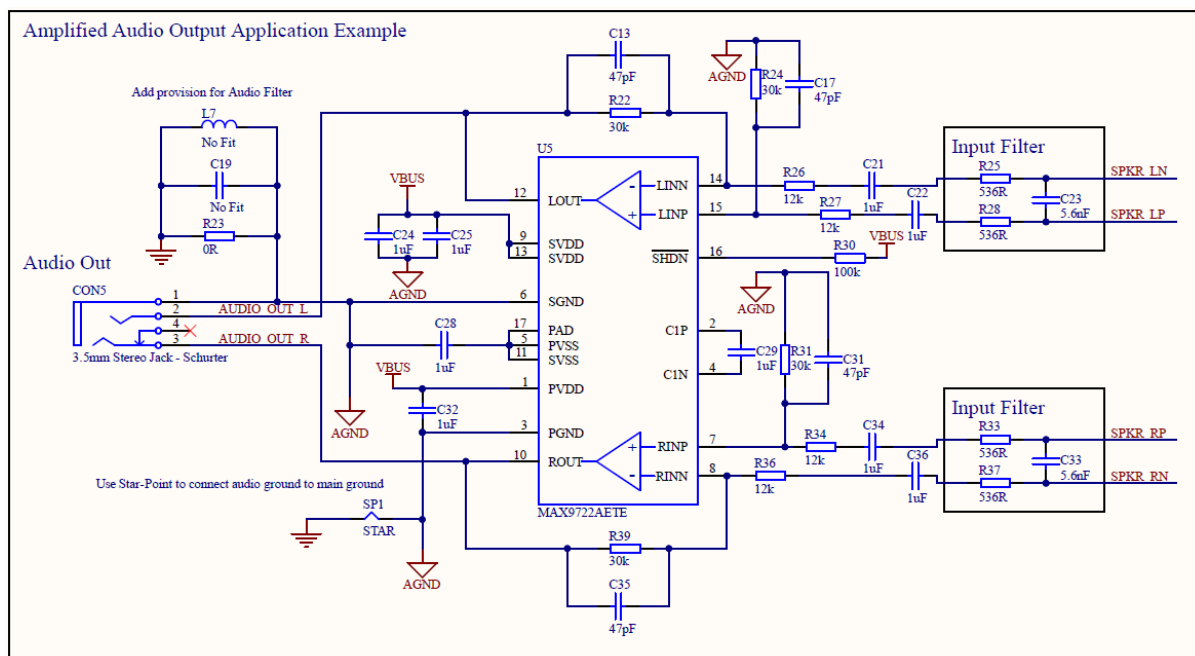 Amplified Audio Output Application Example
C13
47pF
R22
30k
AGND
R24
30k
C17
47pF
Add provision for Audio Filter
L7
No Fit
C19
No Fit
R23
0R
U5
VBUS
C24
1uF
C25
1uF
AGND
12 LOUT
9 SVDD
13 SVDD
6 SGND
17 PAD
5 PVSS
11 SVSS
1 PVDD
3 PGND
10 ROUT
LINN 14
LINP 15
SHDN 16
C1P 2
C1N 4
RINP 7
RINN 8
MAX9722AETE
R26
12k
C21
1uF
R27
12k
C22
1uF
Input Filter
R25
536R
R28
536R
C23
5.6nF
SPKR_LN
SPKR_LP
R30
100k
VBUS
Audio Out
CON5
1
2
4
3
AUDIO_OUT_L
AUDIO_OUT_R
3.5mm Stereo Jack - Schurter
C28
1uF
VBUS
C32
1uF
AGND
AGND
C29
1uF
R31
30k
C31
47pF
R34
12k
C34
1uF
R36
12k
C36
1uF
Input Filter
R33
536R
R37
536R
C33
5.6nF
SPKR_RP
SPKR_RN
Use Star-Point to connect audio ground to main ground
SP1
STAR
AGND
R39
30k
C35
47pF